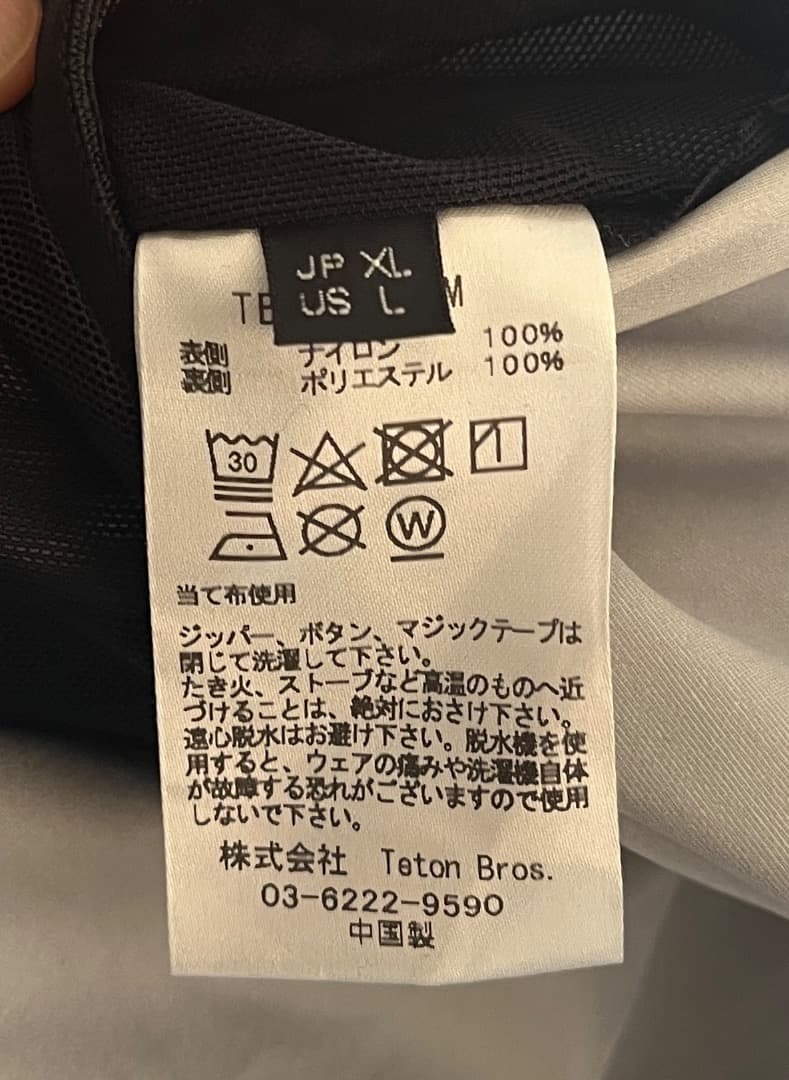 JP XL
US L
表側 ナイロン 100%
裏側 ポリエステル 100%
30
W
当て布使用
ジッパー、ボタン、マジックテープは
閉じて洗濯して下さい。
たき火、ストーブなど高温のものへ近
づけることは、絶対におさけ下さい。
遠心脱水はお避け下さい。脱水機を使
用すると、ウェアの痛みや洗濯機自体
が故障する恐れがございますので使用
しないで下さい。
株式会社 Teton Bros.
03-6222-9590
中国製